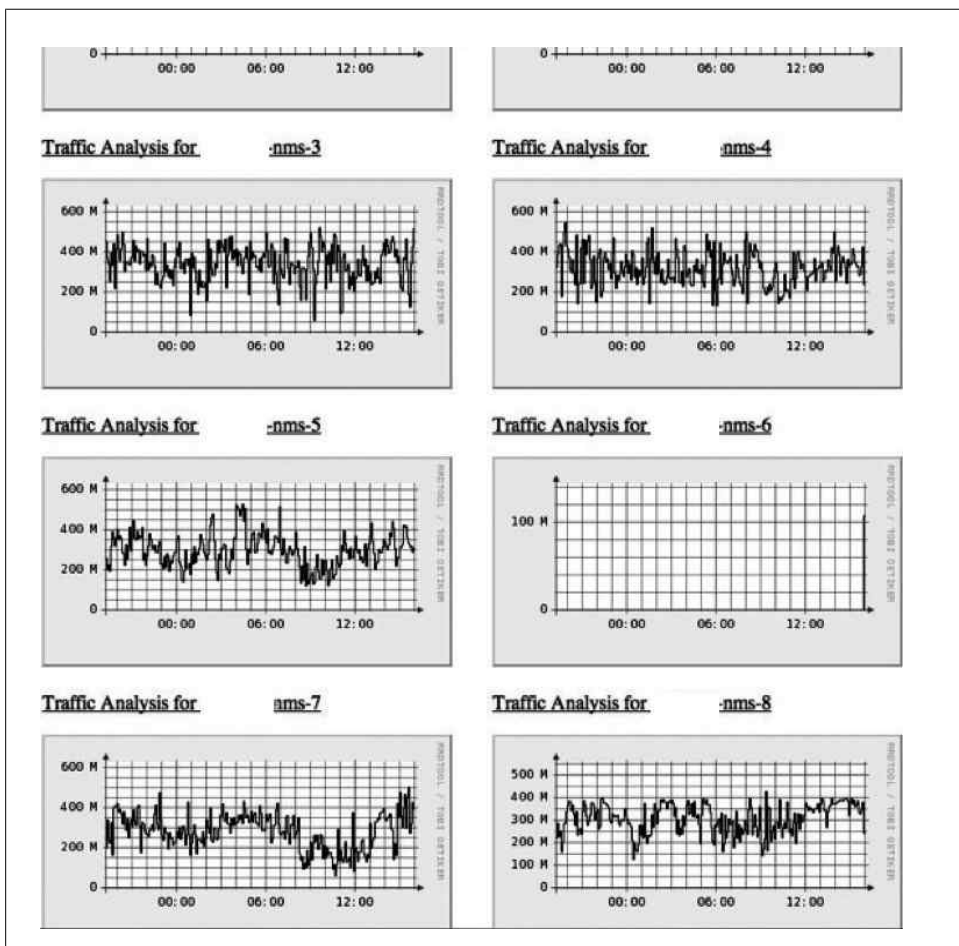 0
00:00 06:00 12:00
0
00:00 06:00 12:00
Traffic Analysis for -nms-3
600 M
400 M
200 M
0
00:00 06:00 12:00
RRDTOOL / TOBI OETIKER
Traffic Analysis for -nms-4
600 M
400 M
200 M
0
00:00 06:00 12:00
RRDTOOL / TOBI OETIKER
Traffic Analysis for -nms-5
600 M
400 M
200 M
0
00:00 06:00 12:00
RRDTOOL / TOBI OETIKER
Traffic Analysis for -nms-6
100 M
0
00:00 06:00 12:00
RRDTOOL / TOBI OETIKER
Traffic Analysis for nms-7
600 M
400 M
200 M
0
00:00 06:00 12:00
RRDTOOL / TOBI OETIKER
Traffic Analysis for -nms-8
500 M
400 M
300 M
200 M
100 M
0
00:00 06:00 12:00
RRDTOOL / TOBI OETIKER